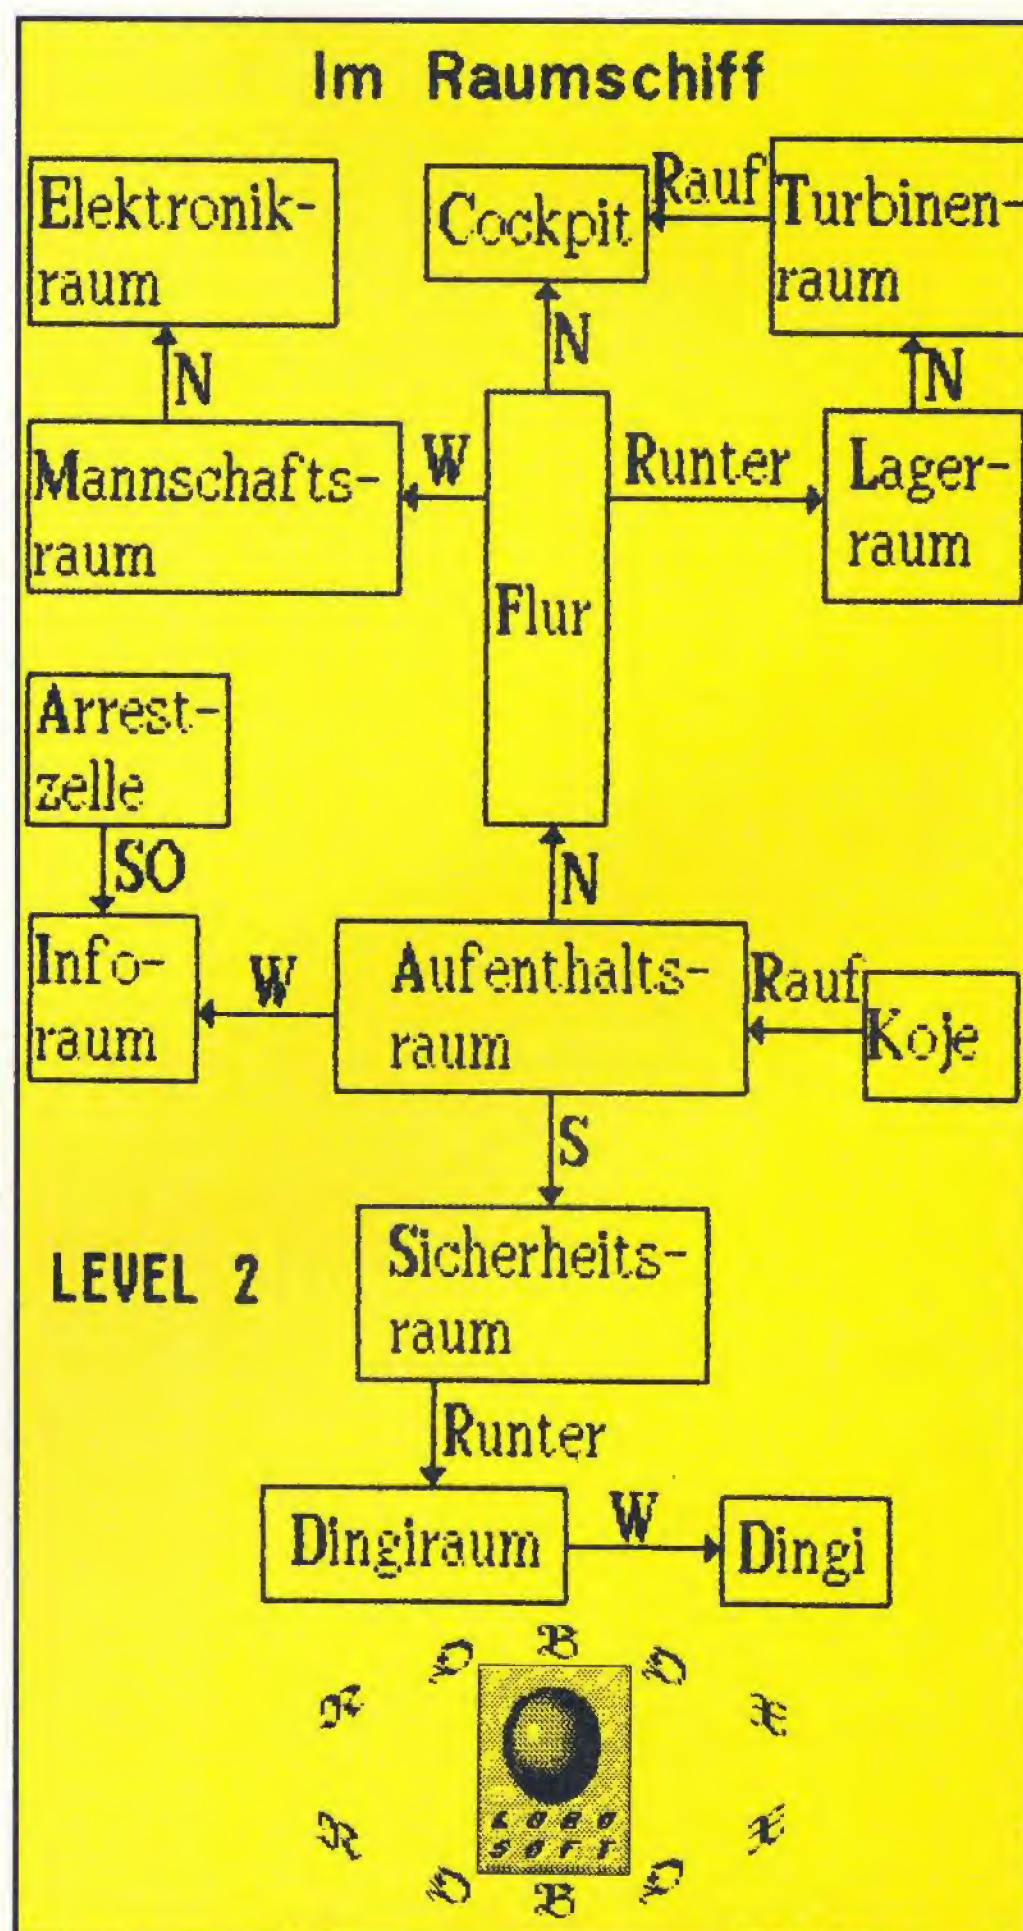 Im Raumschiff
Elektronik-
raum
Cockpit
Rauf
Turbinen-
raum
N
N
N
Mannschafts-
raum
W
Runter
Lager-
raum
Flur
Arrest-
zelle
SO
N
Info-
raum
W
Aufenthalts-
raum
Rauf
Koje
S
Sicherheits-
raum
LEVEL 2
Runter
Dingiraum
W
Dingi
SOFT